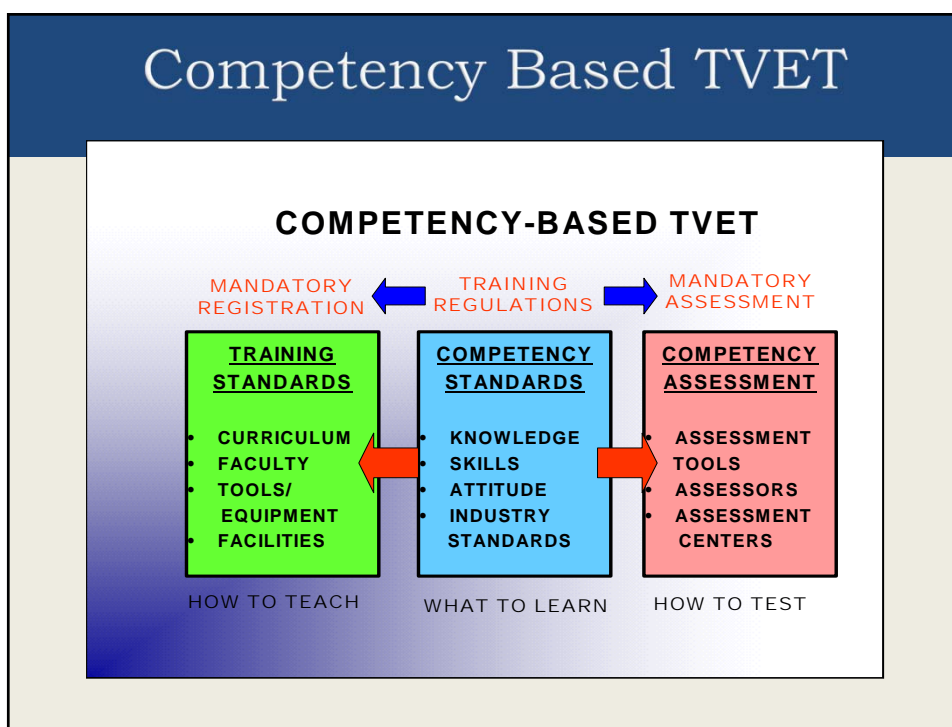 Competency Based TVET
COMPETENCY-BASED TVET
MANDATORY
REGISTRATION
TRAINING
REGULATIONS
MANDATORY
ASSESSMENT
TRAINING
STANDARDS
• CURRICULUM
• FACULTY
• TOOLS/
EQUIPMENT
• FACILITIES
HOW TO TEACH
COMPETENCY
STANDARDS
• KNOWLEDGE
• SKILLS
• ATTITUDE
• INDUSTRY
STANDARDS
WHAT TO LEARN
COMPETENCY
ASSESSMENT
• ASSESSMENT
TOOLS
• ASSESSORS
• ASSESSMENT
CENTERS
HOW TO TEST